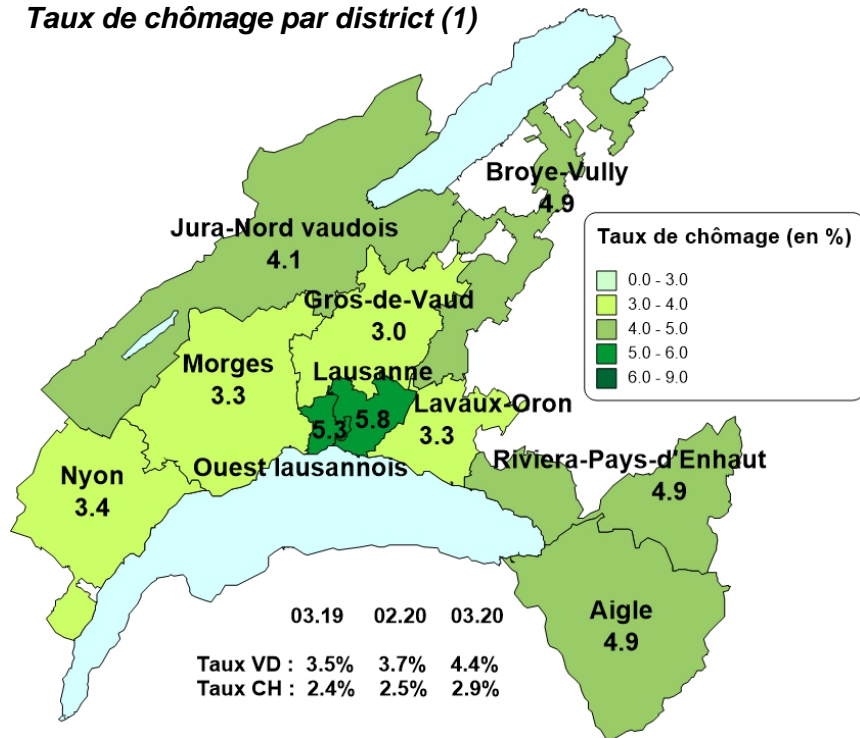 Taux de chômage par district (1)
Broye-Vully
4.9
Jura-Nord vaudois
4.1
Taux de chômage (en %)
0.0 - 3.0
3.0 - 4.0
4.0 - 5.0
5.0 - 6.0
6.0 - 9.0
Gros-de-Vaud
3.0
Morges
3.3
Lausanne
5.8
5.3
Lavaux-Oron
3.3
Ouest lausannois
Riviera-Pays-d'Enhaut
4.9
Nyon
3.4
Aigle
4.9
03.19 02.20 03.20
Taux VD : 3.5% 3.7% 4.4%
Taux CH : 2.4% 2.5% 2.9%